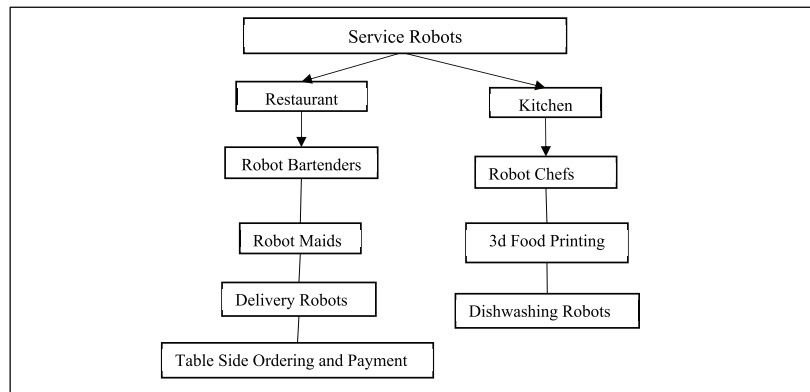 Service Robots
Restaurant
Kitchen
Robot Bartenders
Robot Chefs
Robot Maids
3d Food Printing
Delivery Robots
Dishwashing Robots
Table Side Ordering and Payment